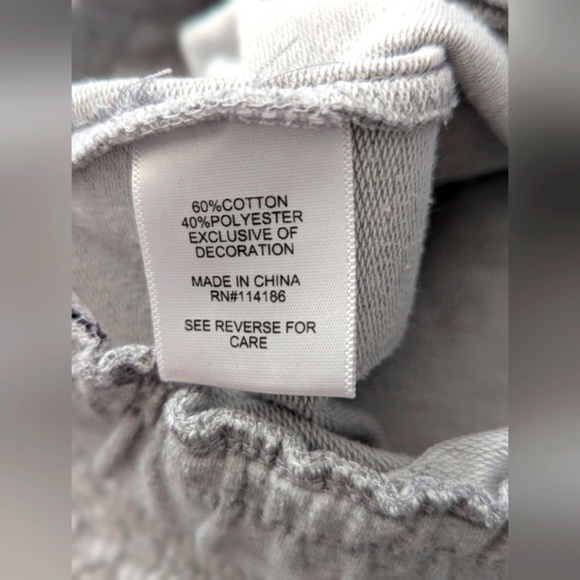 60%COTTON
40%POLYESTER
EXCLUSIVE OF
DECORATION
MADE IN CHINA
RN#114186
SEE REVERSE FOR
CARE